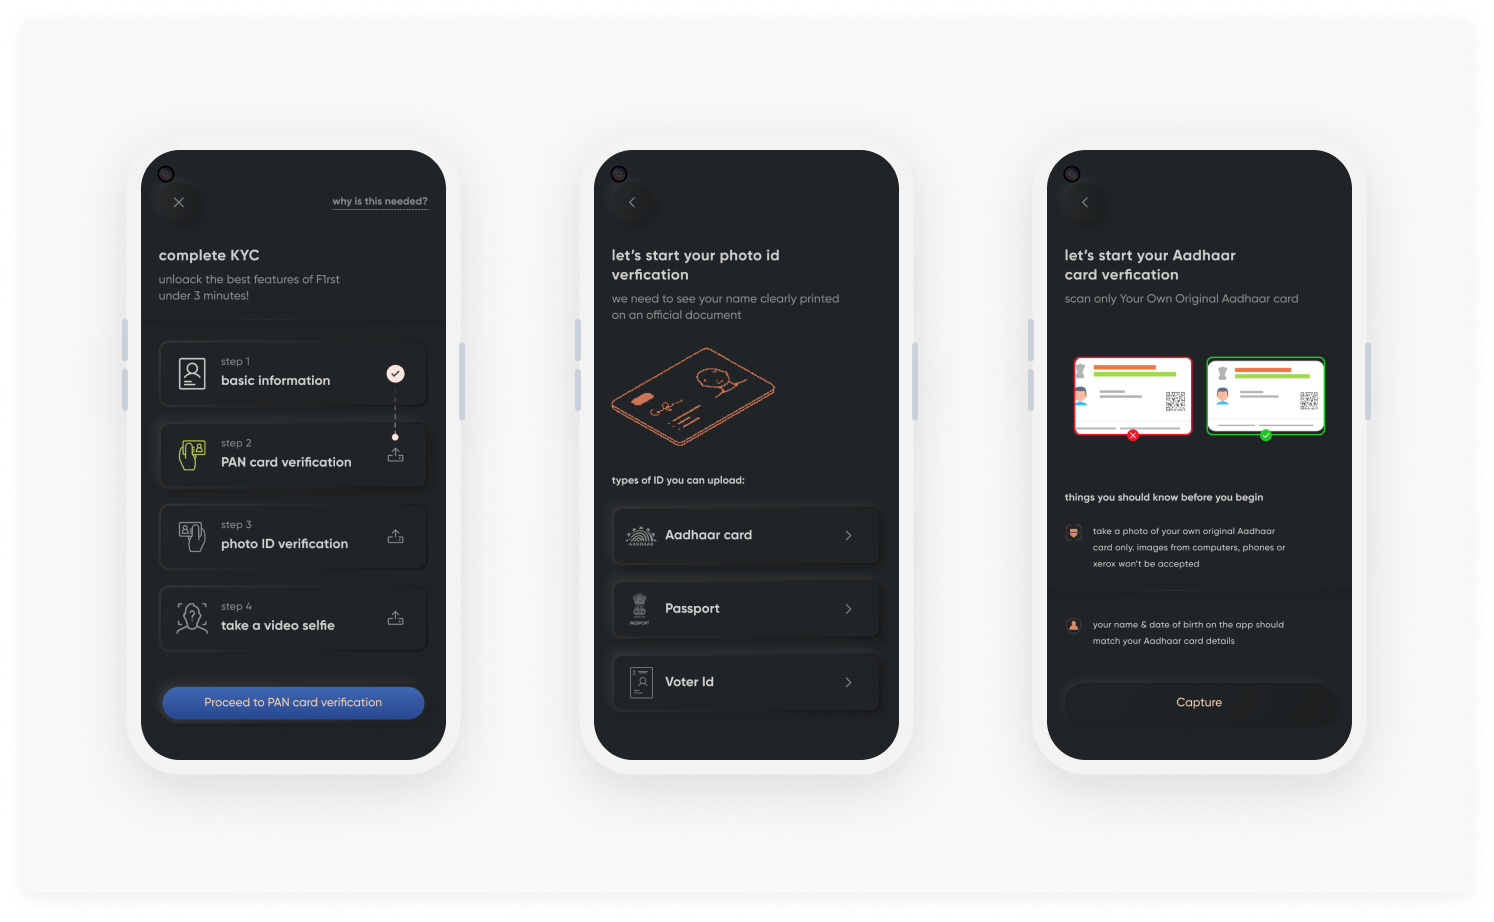 why is this needed?
complete KYC
unloack the best features of F1rst
under 3 minutes!
step 1
basic information
step 2
PAN card verification
step 3
photo ID verification
step 4
take a video selfie
Proceed to PAN card verification
let's start your photo id
verfication
we need to see your name clearly printed
on an official document
types of ID you can upload:
AADHAAR
Aadhaar card
PASSPORT
Passport
Voter Id
let's start your Aadhaar
card verfication
scan only Your Own Original Aadhaar card
things you should know before you begin
take a photo of your own original Aadhaar
card only. images from computers, phones or
xerox won't be accepted
your name & date of birth on the app should
match your Aadhaar card details
Capture